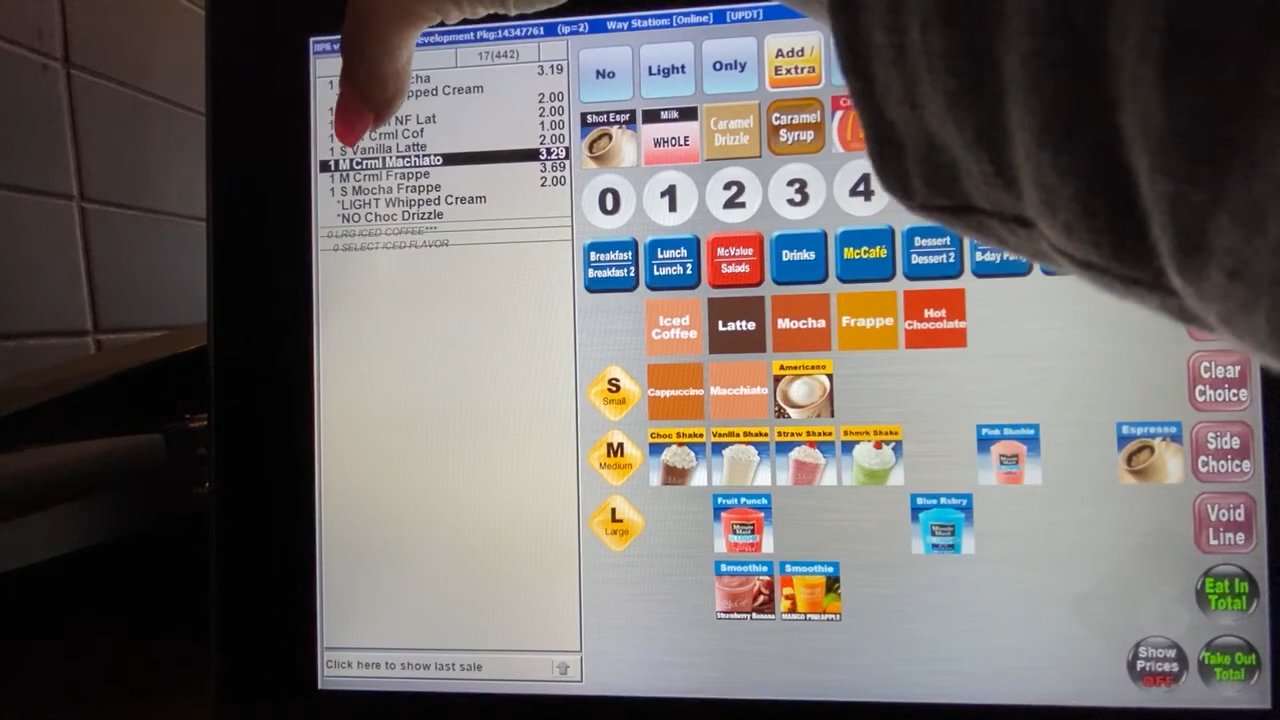 evelopment Pkg:14347761 (ip=2) Way Station: [Online] [UPDT]
17(442)
1 cha 3.19
pped Cream
2.00
NF Lat 2.00
Crml Cof 1.00
1 S Vanilla Latte 2.00
1 M Crml Machiato 3.29
1 M Crml Frappe 3.69
1 S Mocha Frappe 2.00
*LIGHT Whipped Cream
*NO Choc Drizzle
0 LRG ICED COFFEE***
0 SELECT ICED FLAVOR
Click here to show last sale
No Light Only Add / Extra
Shot Espr Milk WHOLE Caramel Drizzle Caramel Syrup
0 1 2 3 4
Breakfast Breakfast 2 Lunch Lunch 2 McValue Salads Drinks McCafé Dessert Dessert 2 B-day Party
Iced Coffee Latte Mocha Frappe Hot Chocolate
S Small Cappuccino Macchiato Americano Clear Choice
M Medium Choc Shake Vanilla Shake Straw Shake Shmrk Shake Pink Slushie Espresso Side Choice
L Large Fruit Punch Blue Rsbry Void Line
Smoothie Strawberry Banana Smoothie MANGO PINEAPPLE Eat In Total
Show Prices OFF Take Out Total